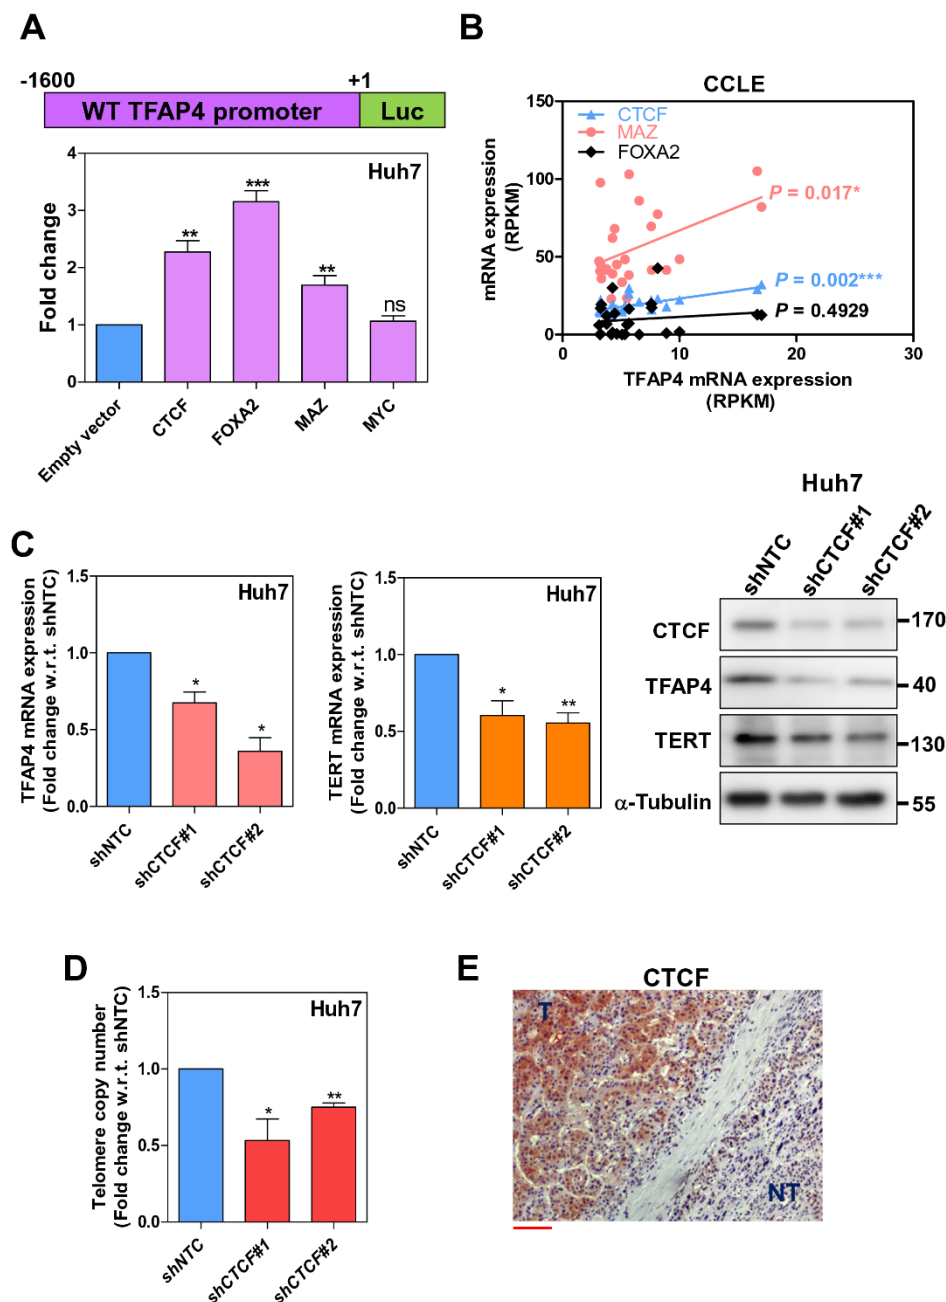 A
-1600
+1
WT TFAP4 promoter
Luc
4
3
2
1
0
Fold change
Huh7
**
***
**
ns
Empty vector
CTCF
FOXA2
MAZ
MYC
B
CCLE
150
100
50
0
mRNA expression
(RPKM)
CTCF
MAZ
FOXA2
P = 0.017*
P = 0.002***
P = 0.4929
0
10
20
30
TFAP4 mRNA expression
(RPKM)
C
TFAP4 mRNA expression
(Fold change w.r.t. shNTC)
1.5
1.0
0.5
0.0
Huh7
*
*
shNTC
shCTCF#1
shCTCF#2
TERT mRNA expression
(Fold change w.r.t. shNTC)
1.5
1.0
0.5
0.0
Huh7
*
**
shNTC
shCTCF#1
shCTCF#2
Huh7
shNTC
shCTCF#1
shCTCF#2
CTCF
170
TFAP4
40
TERT
130
α-Tubulin
55
D
Telomere copy number
(Fold change w.r.t. shNTC)
1.5
1.0
0.5
0.0
Huh7
*
**
shNTC
shCTCF#1
shCTCF#2
E
CTCF
T
NT